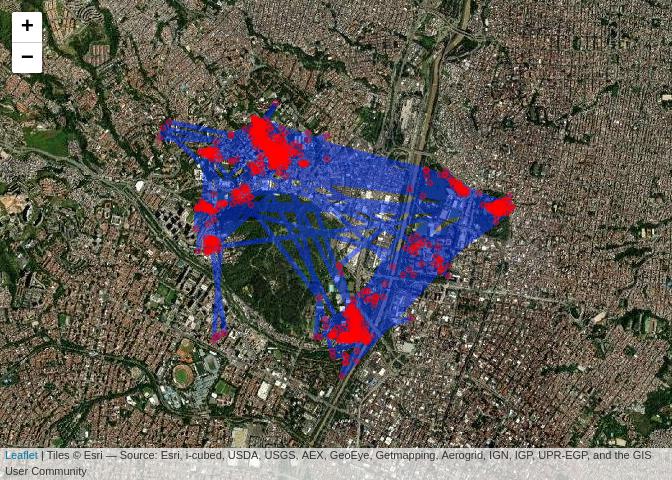 +
−
Leaflet | Tiles © Esri — Source: Esri, i-cubed, USDA, USGS, AEX, GeoEye, Getmapping, Aerogrid, IGN, IGP, UPR-EGP, and the GIS
User Community